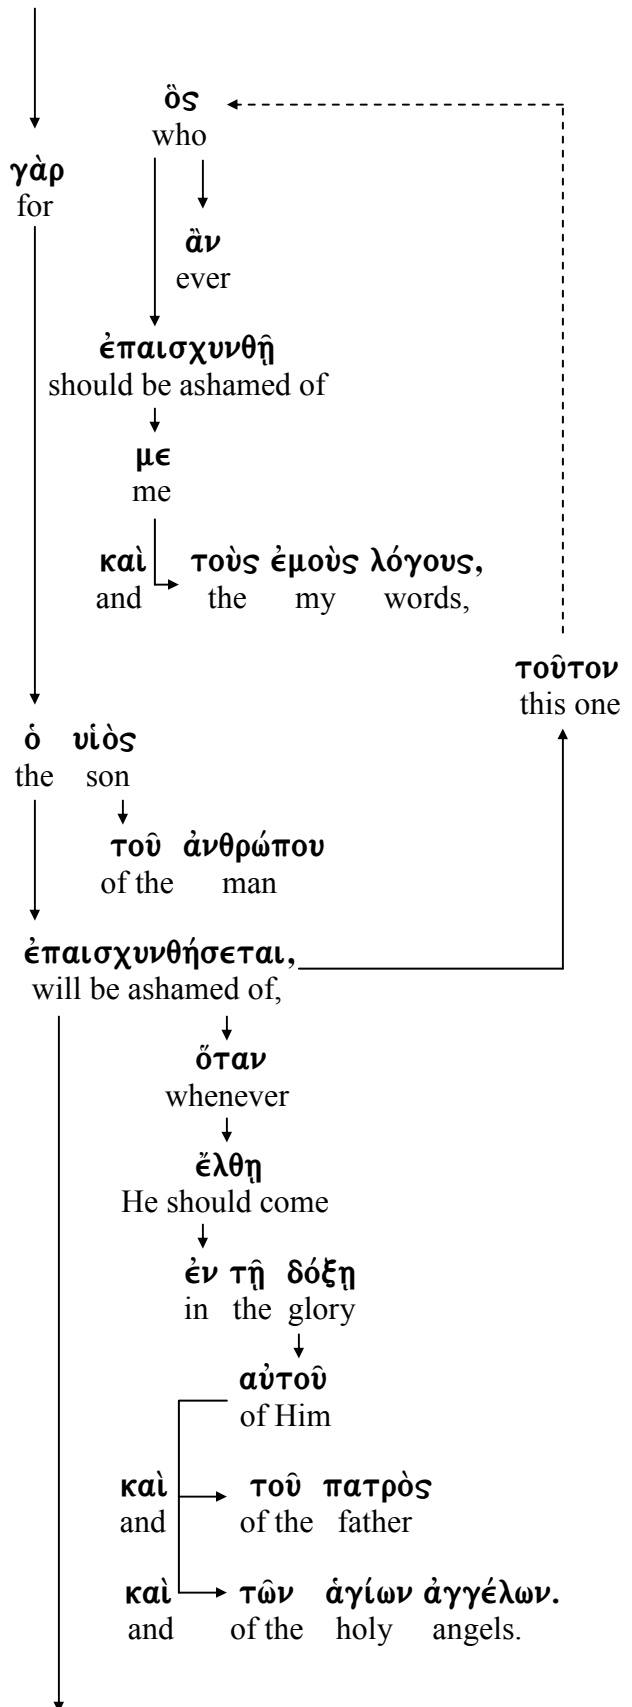 ὃς
who
γὰρ
for
ἂν
ever
ἐπαισχυνθῇ
should be ashamed of
με
me
καὶ τοὺς ἐμοὺς λόγους,
and the my words,
τοῦτον
this one
ὁ υἱὸς
the son
τοῦ ἀνθρώπου
of the man
ἐπαισχυνθήσεται,
will be ashamed of,
ὅταν
whenever
ἔλθῃ
He should come
ἐν τῇ δόξῃ
in the glory
αὐτοῦ
of Him
καὶ τοῦ πατρὸς
and of the father
καὶ τῶν ἁγίων ἀγγέλων.
and of the holy angels.